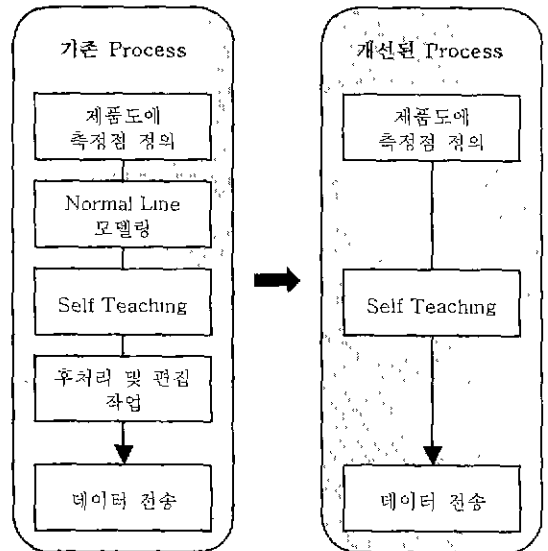 기존 Process
제품도에
측정점 정의
Normal Line
모델링
Self Teaching
후처리 및 편집
작업
데이터 전송
개선된 Process
제품도에
측정점 정의
Self Teaching
데이터 전송